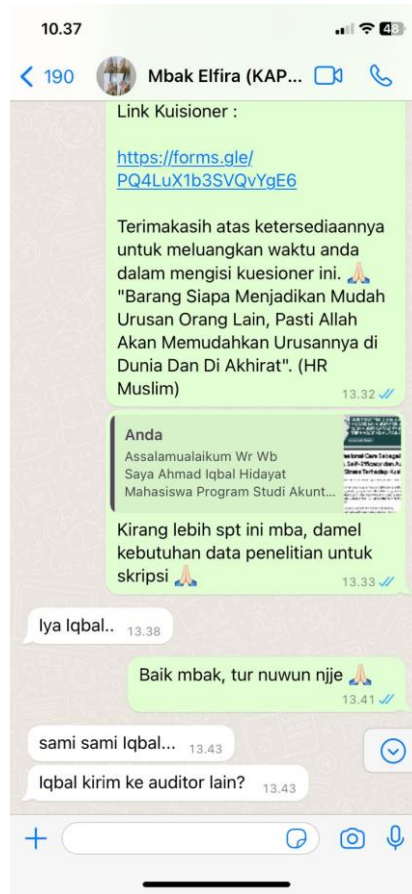 10.37
48
190
Mbak Elfira (KAP...
Link Kuisioner :
https://forms.gle/
PQ4LuX1b3SVQvYgE6
Terimakasih atas ketersediaannya
untuk meluangkan waktu anda
dalam mengisi kuesioner ini. 🙏🏻
"Barang Siapa Menjadikan Mudah
Urusan Orang Lain, Pasti Allah
Akan Memudahkan Urusannya di
Dunia Dan Di Akhirat". (HR
Muslim)
13.32
Anda
Assalamualaikum Wr Wb
Saya Ahmad Iqbal Hidayat
Mahasiswa Program Studi Akunt...
Kirang lebih spt ini mba, damel
kebutuhan data penelitian untuk
skripsi 🙏🏻
13.33
Iya Iqbal..
13.38
Baik mbak, tur nuwun njje 🙏🏻
13.41
sami sami Iqbal...
13.43
Iqbal kirim ke auditor lain?
13.43